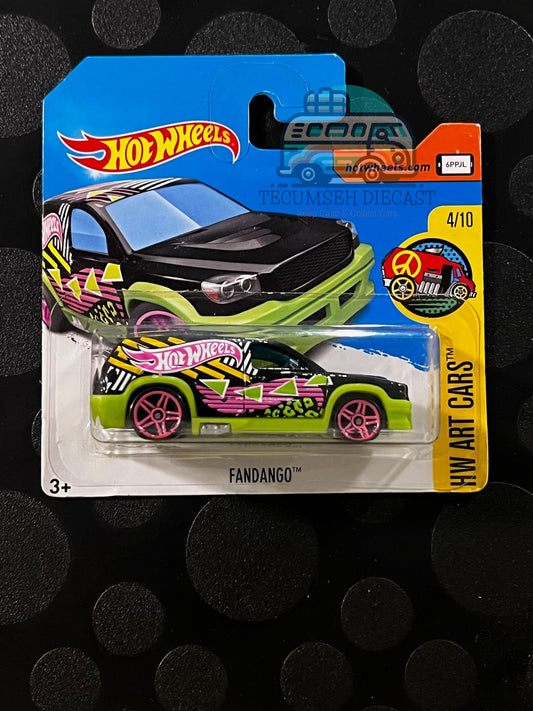 HOT WHEELS
hotwheels.com
6PPJL
TECUMSEH DIECAST
4/10
HOT WHEELS
HW ART CARS™
FANDANGO™
3+